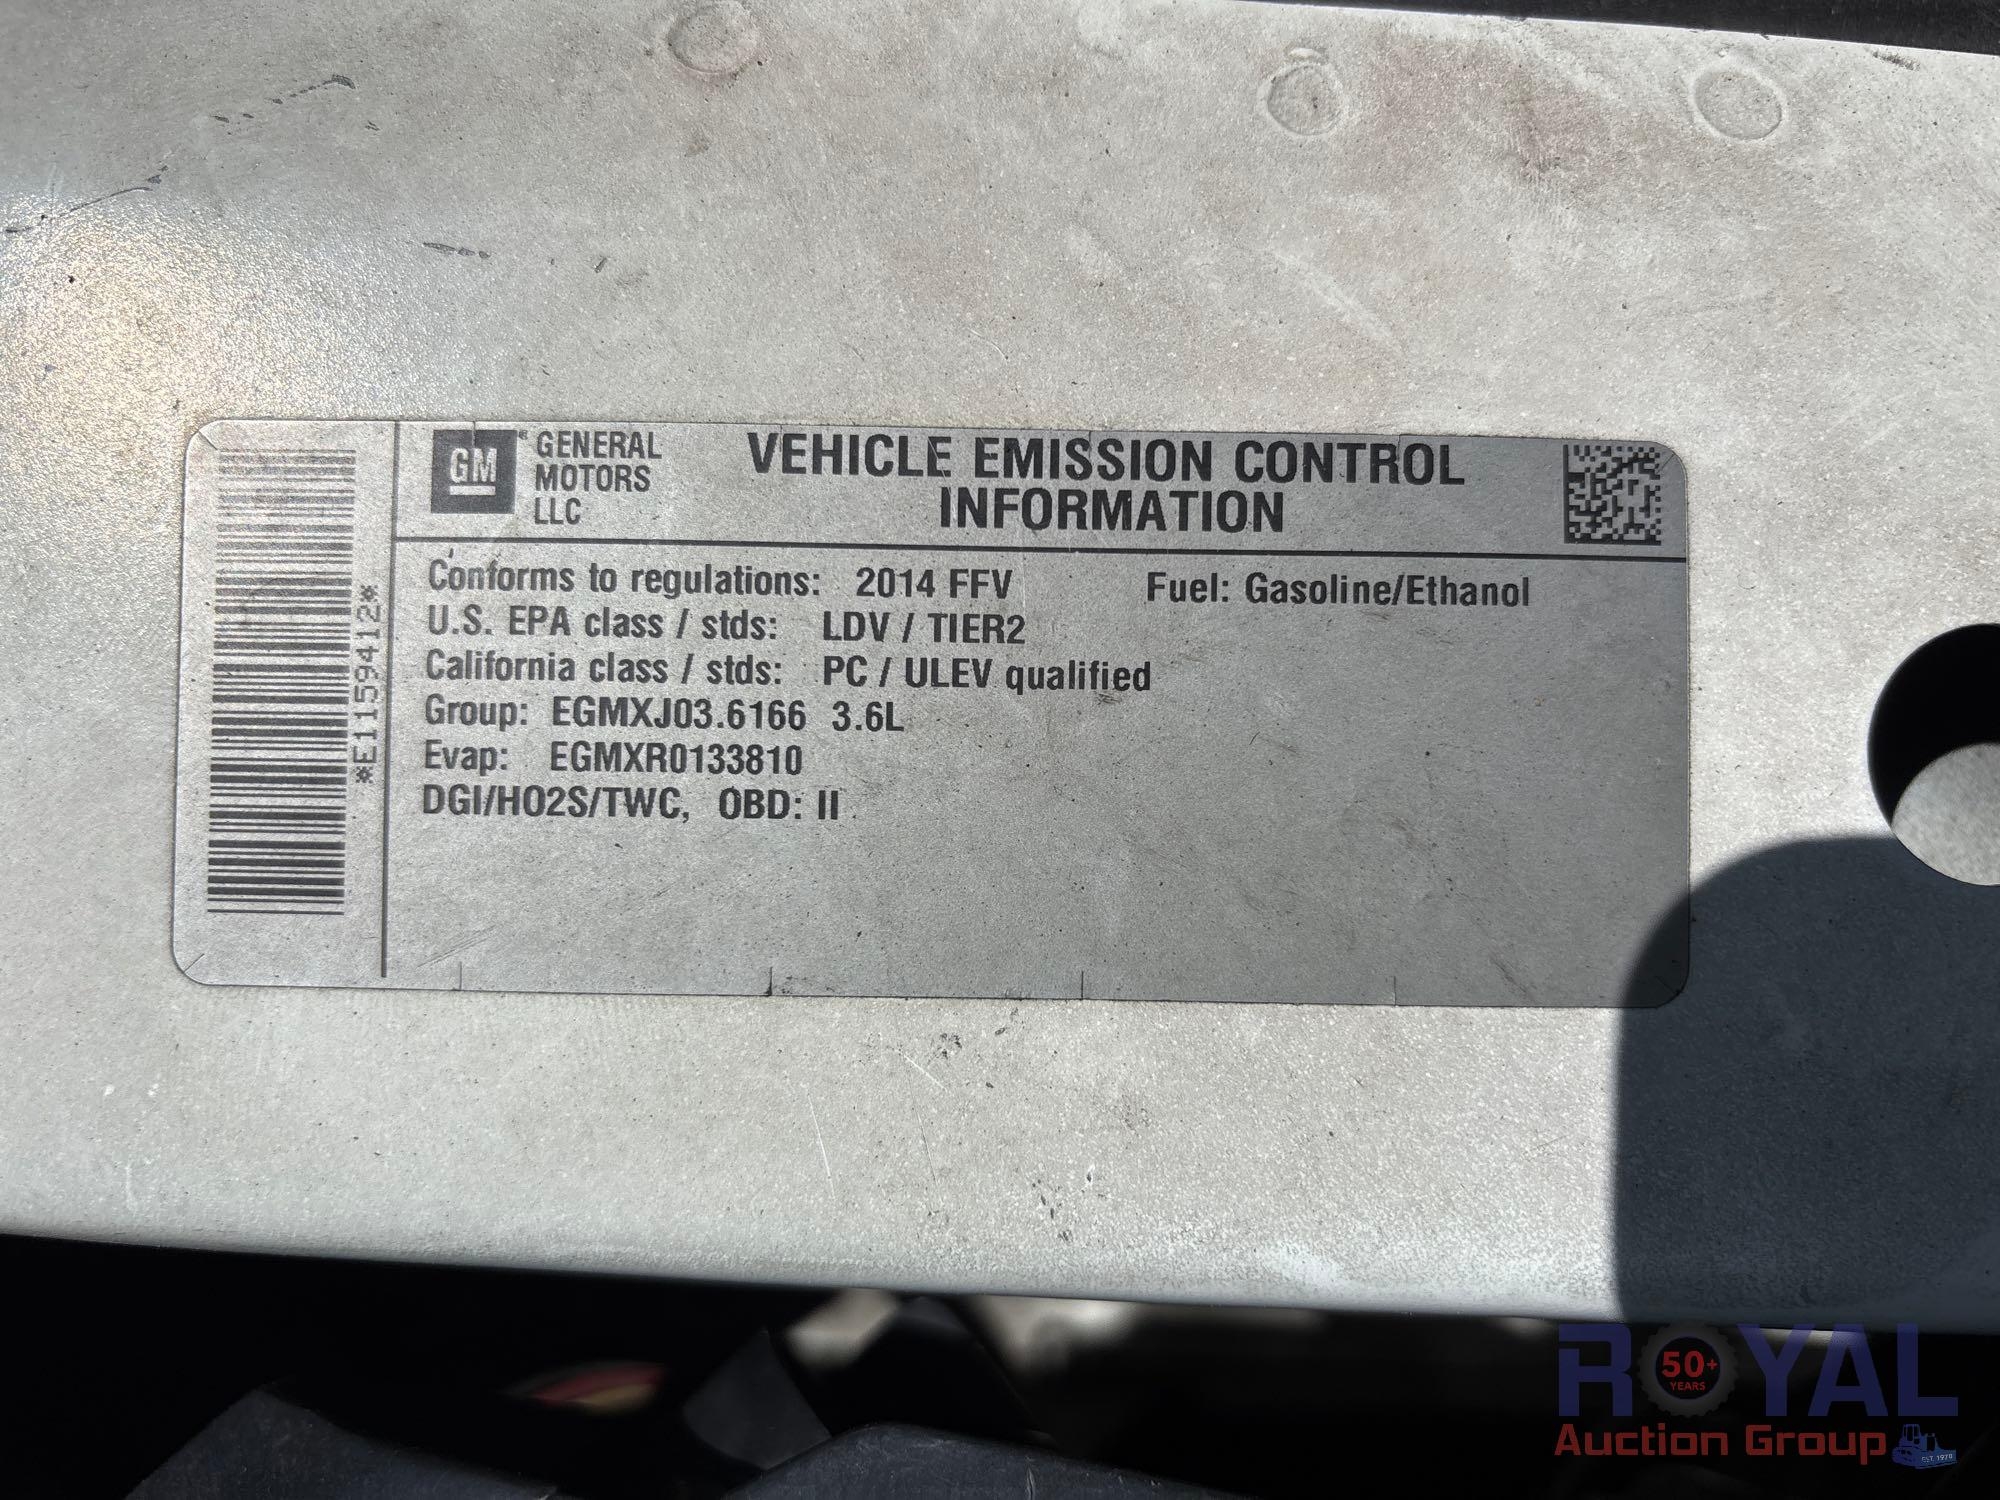 GM
GENERAL
MOTORS
LLC
VEHICLE EMISSION CONTROL
INFORMATION
*E1159412*
Conforms to regulations: 2014 FFV Fuel: Gasoline/Ethanol
U.S. EPA class / stds: LDV / TIER2
California class / stds: PC / ULEV qualified
Group: EGMXJ03.6166 3.6L
Evap: EGMXR0133810
DGI/HO2S/TWC, OBD: II
ROYAL
50+
YEARS
Auction Group
EST. 1970